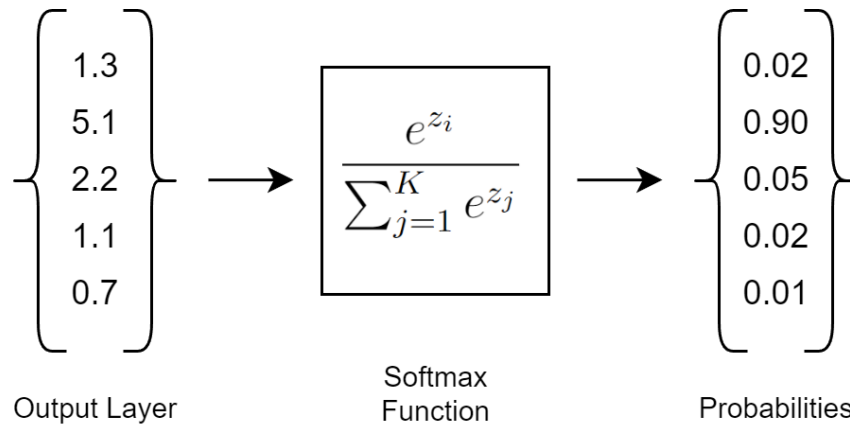 1.3
5.1
2.2
1.1
0.7
Output Layer
e^{z_i}
∑_{j=1}^{K} e^{z_j}
Softmax
Function
0.02
0.90
0.05
0.02
0.01
Probabilities